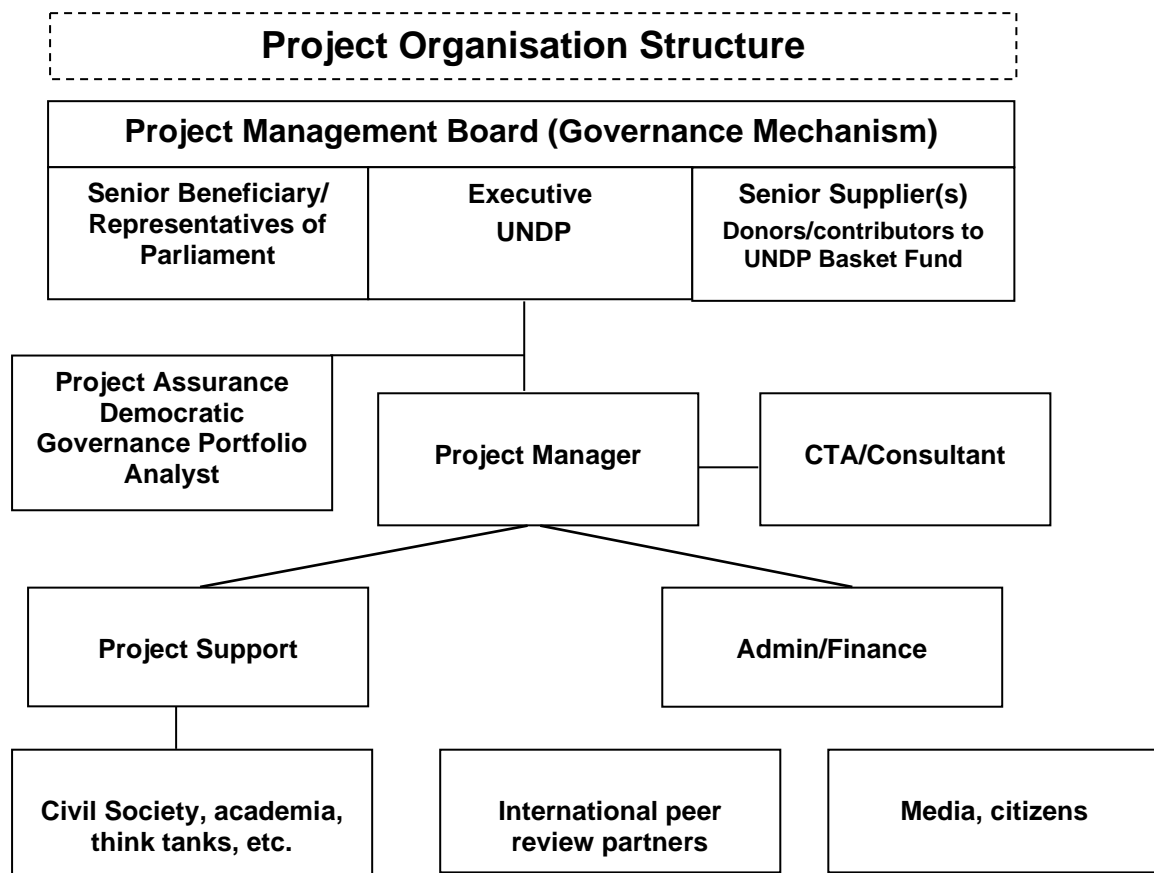 Project Organisation Structure
Project Management Board (Governance Mechanism)
Senior Beneficiary/
Representatives of
Parliament
Executive
UNDP
Senior Supplier(s)
Donors/contributors to
UNDP Basket Fund
Project Assurance
Democratic
Governance Portfolio
Analyst
Project Manager
CTA/Consultant
Project Support
Admin/Finance
Civil Society, academia,
think tanks, etc.
International peer
review partners
Media, citizens